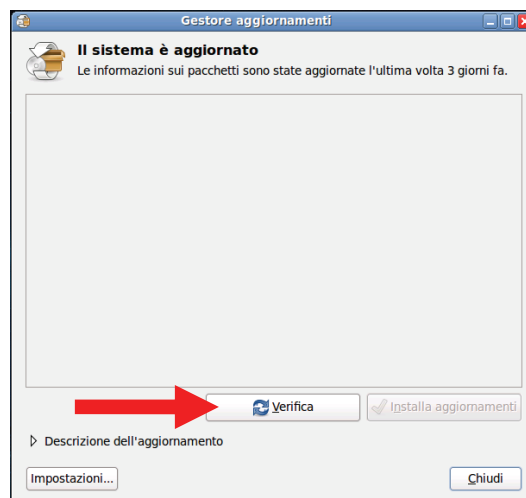 Gestore aggiornamenti
Il sistema è aggiornato
Le informazioni sui pacchetti sono state aggiornate l'ultima volta 3 giorni fa.
Verifica
Installa aggiornamenti
Descrizione dell'aggiornamento
Impostazioni...
Chiudi